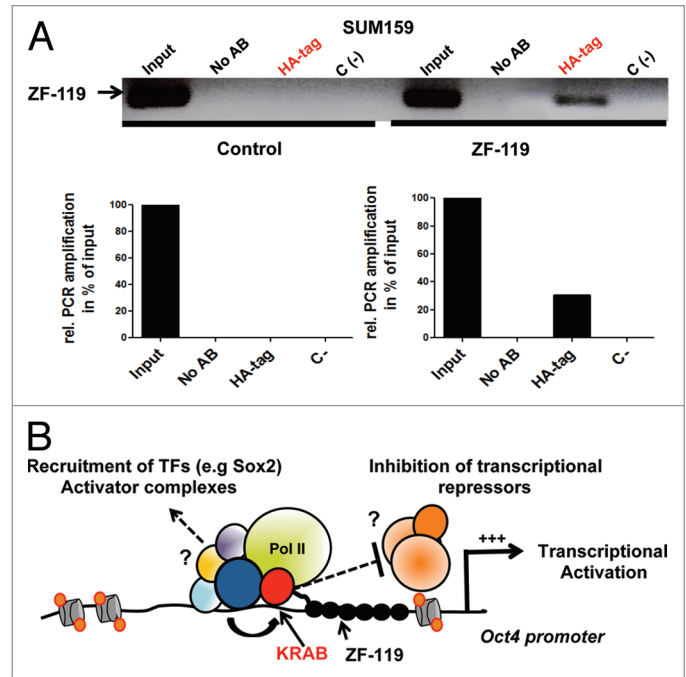 A
SUM159
Input No AB HA-tag C (-) Input No AB HA-tag C (-)
ZF-119
Control ZF-119
rel. PCR amplification
in % of input
100
80
60
40
20
0
Input No AB HA-tag C-
rel. PCR amplification
in % of input
100
80
60
40
20
0
Input No AB HA-tag C-
B
Recruitment of TFs (e.g Sox2)
Activator complexes
Inhibition of transcriptional
repressors
?
?
Pol II
+++
Transcriptional
Activation
KRAB
ZF-119
Oct4 promoter